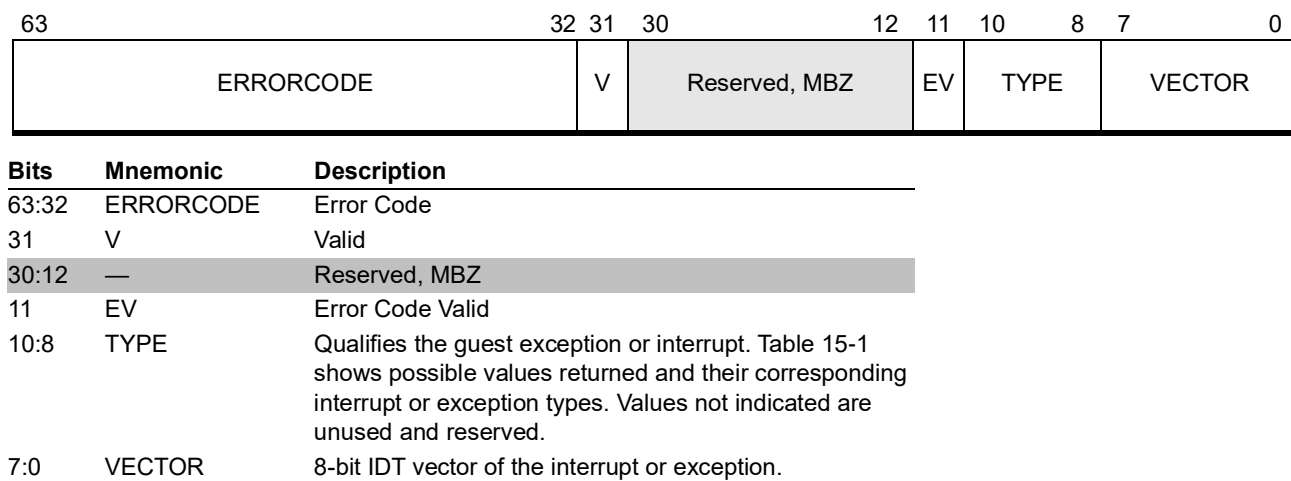 63 32 31 30 12 11 10 8 7 0
ERRORCODE V Reserved, MBZ EV TYPE VECTOR
Bits Mnemonic Description
63:32 ERRORCODE Error Code
31 V Valid
30:12 — Reserved, MBZ
11 EV Error Code Valid
10:8 TYPE Qualifies the guest exception or interrupt. Table 15-1
shows possible values returned and their corresponding
interrupt or exception types. Values not indicated are
unused and reserved.
7:0 VECTOR 8-bit IDT vector of the interrupt or exception.